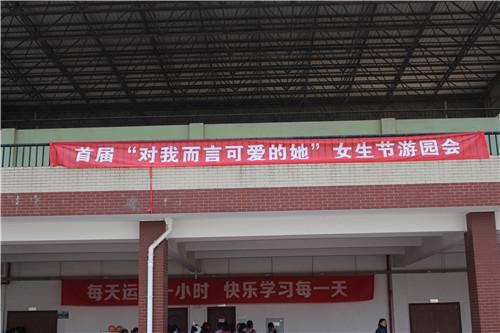 首届 “对我而言可爱的她” 女生节游园会
每天运一小时 快乐学习每一天